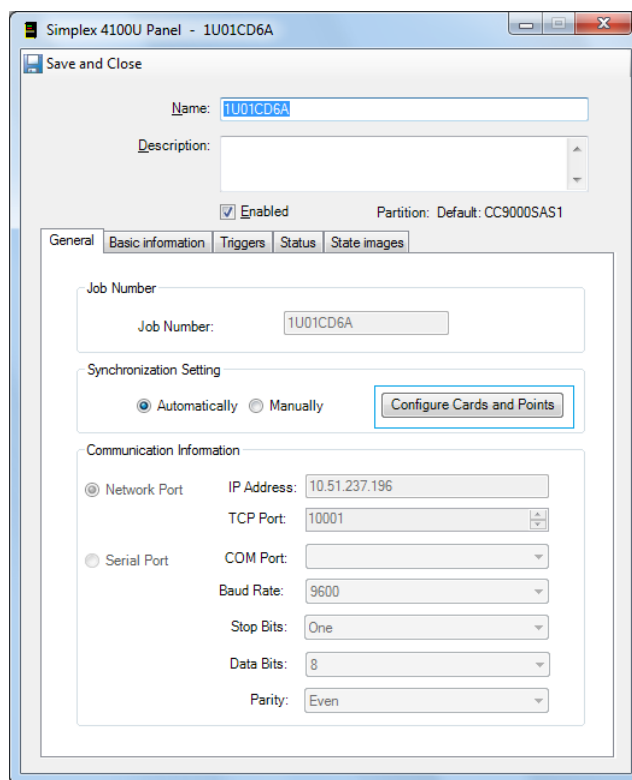 Simplex 4100U Panel - 1U01CD6A
Save and Close
Name: 1U01CD6A
Description:
Enabled Partition: Default: CC9000SAS1
General Basic information Triggers Status State images
Job Number
Job Number: 1U01CD6A
Synchronization Setting
Automatically Manually Configure Cards and Points
Communication Information
Network Port IP Address: 10.51.237.196
TCP Port: 10001
Serial Port COM Port:
Baud Rate: 9600
Stop Bits: One
Data Bits: 8
Parity: Even